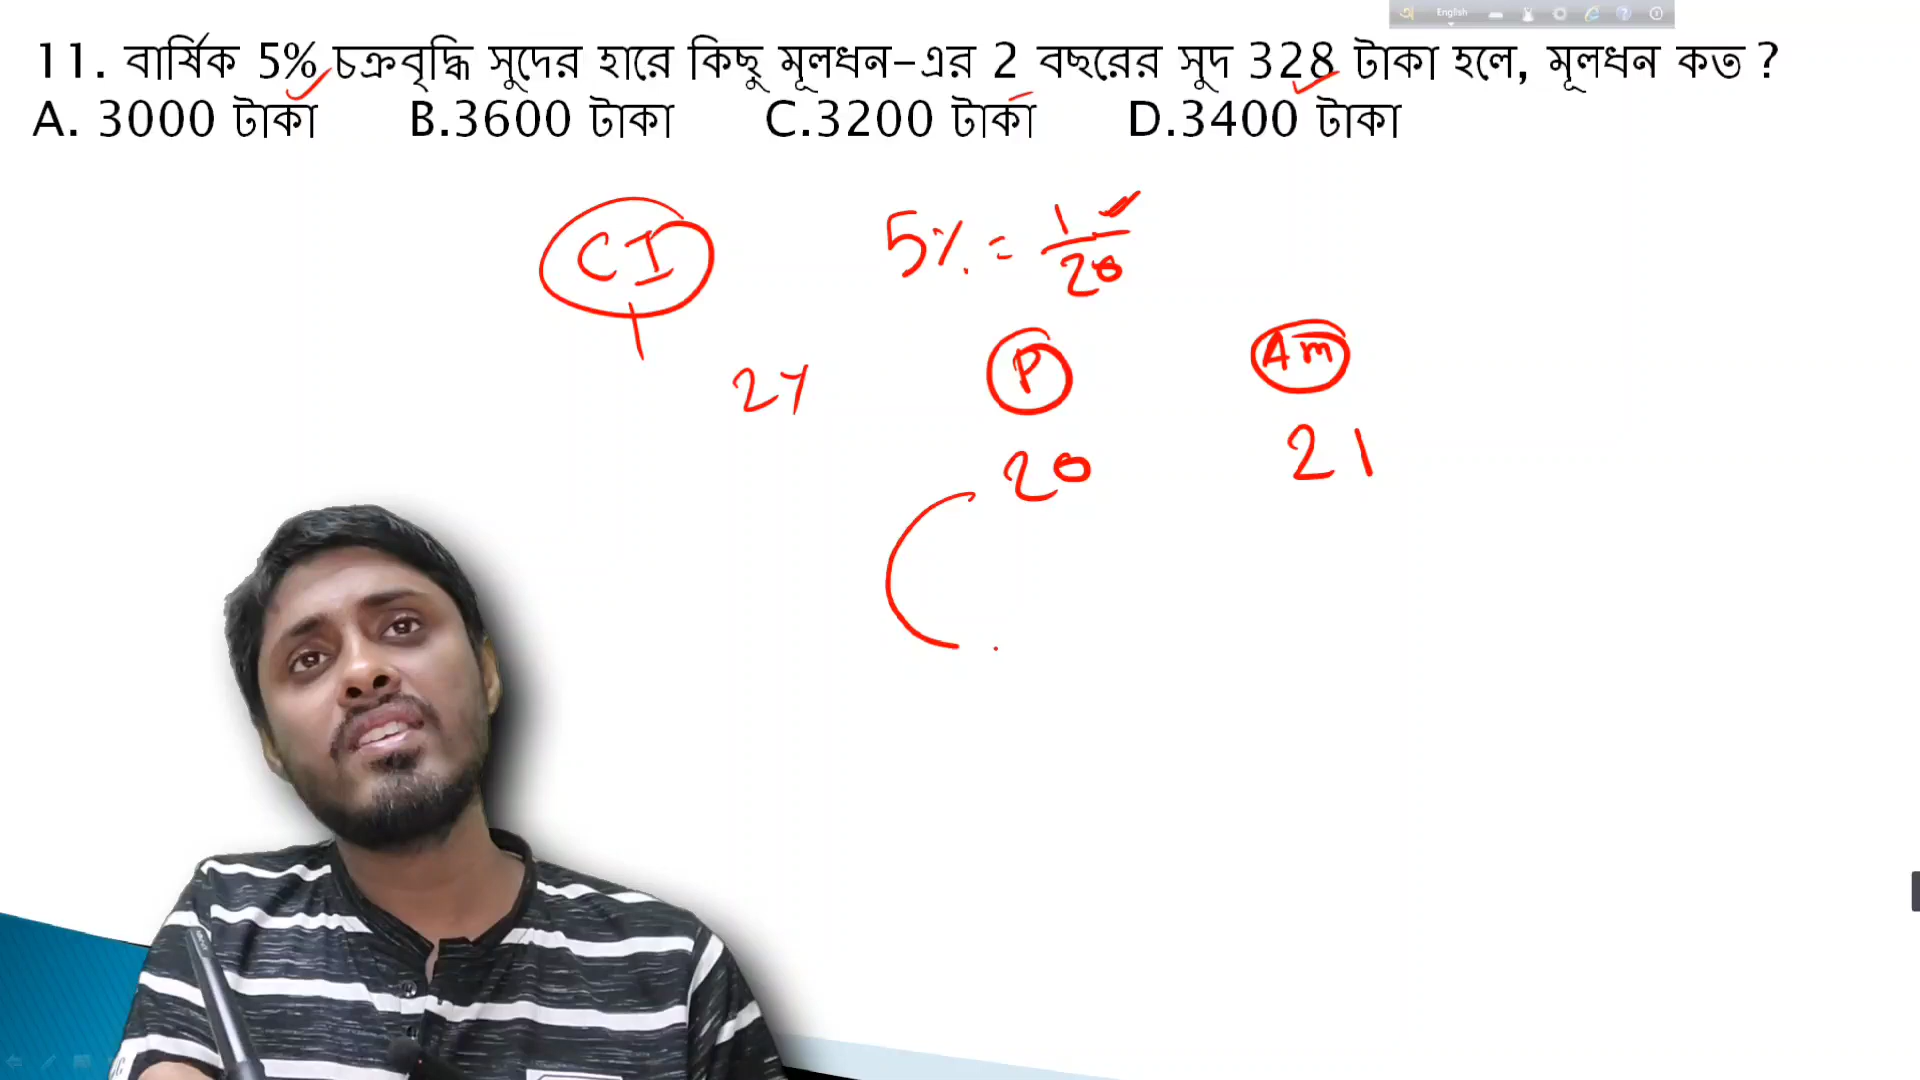 English
11. বার্ষিক 5% চক্রবৃদ্ধি সুদের হারে কিছু মূলধন-এর 2 বছরের সুদ 328 টাকা হলে, মূলধন কত ?
A. 3000 টাকা B.3600 টাকা C.3200 টাকা D.3400 টাকা
CI 5% = 1/20
2y P Am
20 21